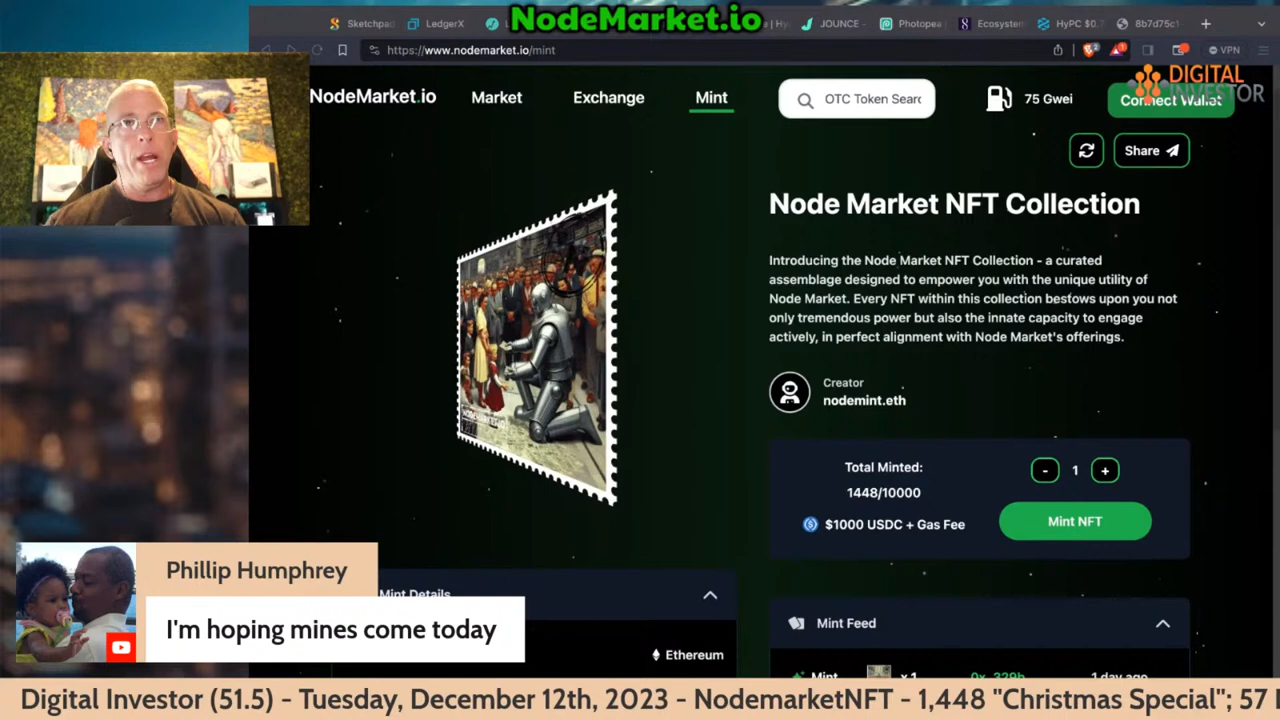 NodeMarket.io
Sketchpad
LedgerX
JOUNCE
Photopea
Ecosystem
HyPC $0.
8b7d75c1
https://www.nodemarket.io/mint
VPN
DIGITAL
INVESTOR
NodeMarket.io
Market
Exchange
Mint
OTC Token Searc
75 Gwei
Connect Wallet
Share
Node Market NFT Collection
Introducing the Node Market NFT Collection - a curated
assemblage designed to empower you with the unique utility of
Node Market. Every NFT within this collection bestows upon you not
only tremendous power but also the innate capacity to engage
actively, in perfect alignment with Node Market's offerings.
Creator
nodemint.eth
Total Minted:
1448/10000
- 1 +
$1000 USDC + Gas Fee
Mint NFT
Mint Details
Ethereum
Mint Feed
Mint
x 1
1 day ago
Phillip Humphrey
I'm hoping mines come today
Digital Investor (51.5) - Tuesday, December 12th, 2023 - NodemarketNFT - 1,448 "Christmas Special"; 57